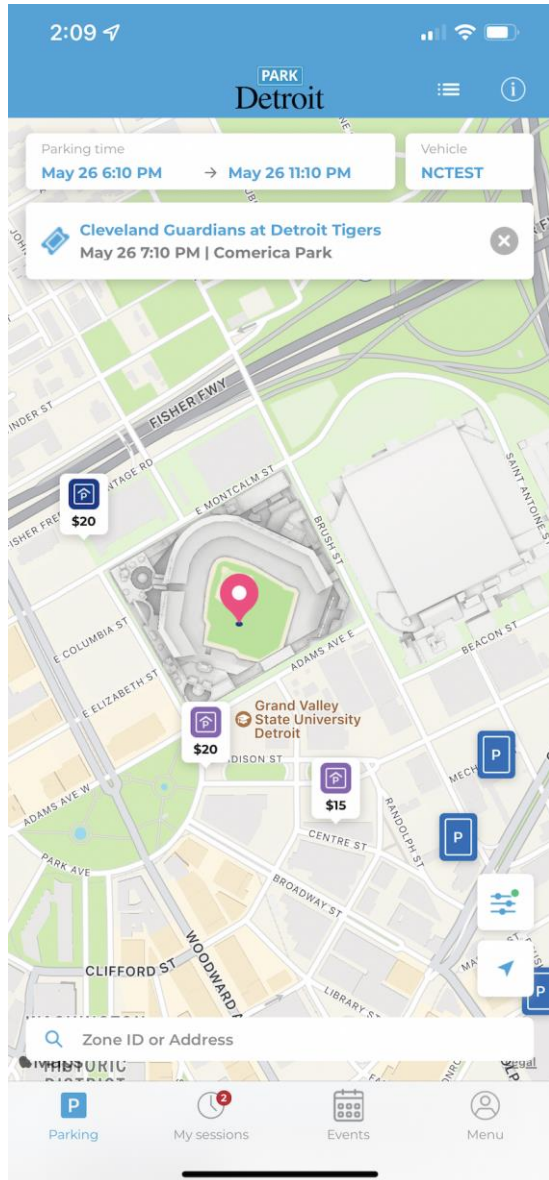 2:09
PARK
Detroit
Parking time
May 26 6:10 PM → May 26 11:10 PM
Vehicle
NCTEST
Cleveland Guardians at Detroit Tigers
May 26 7:10 PM | Comerica Park
FISHER FWY
E MONTCALM ST
BRUSH ST
SAINT ANTOINE S
$20
E COLUMBIA ST
ADAMS AVE E
BEACON ST
E ELIZABETH ST
Grand Valley
State University
Detroit
$20
DISON ST
P
MECH
$15
ADAMS AVE W
RANDOLPH ST
P
CENTRE ST
PARK AVE
BROADWAY ST
WOODWARD A
CLIFFORD ST
LIBRARY S
P
Zone ID or Address
P
Parking
2
My sessions
Events
Menu